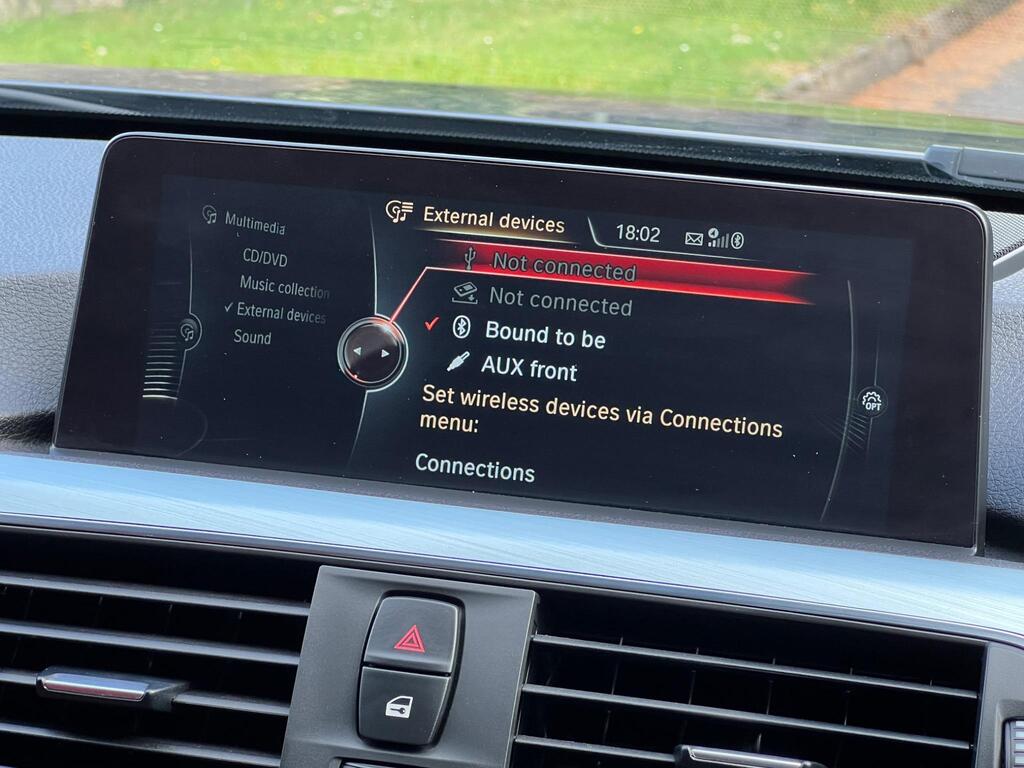 Multimedia
CD/DVD
Music collection
External devices
Sound
External devices
18:02
Not connected
Not connected
Bound to be
AUX front
Set wireless devices via Connections
menu:
Connections
OPT